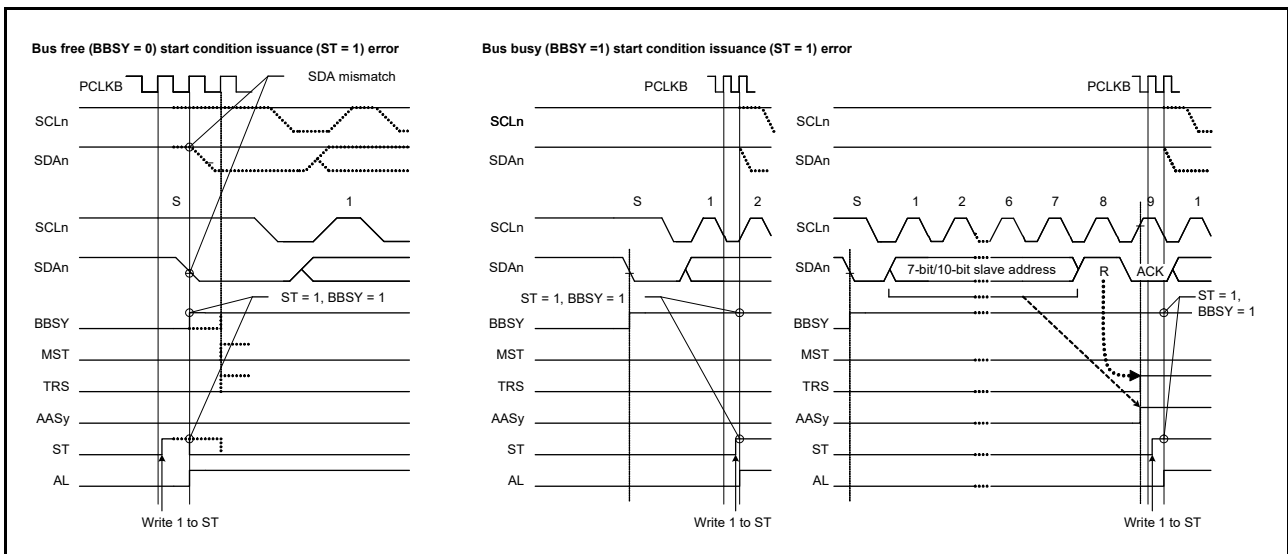 Bus free (BBSY = 0) start condition issuance (ST = 1) error
PCLKB
SDA mismatch
SCLn
SDAn
S 1
SCLn
SDAn
ST = 1, BBSY = 1
BBSY
MST
TRS
AASy
ST
AL
Write 1 to ST
Bus busy (BBSY =1) start condition issuance (ST = 1) error
PCLKB
SCLn
SDAn
S 1 2
SCLn
SDAn
ST = 1, BBSY = 1
BBSY
MST
TRS
AASy
ST
AL
Write 1 to ST
PCLKB
SCLn
SDAn
S 1 2 6 7 8 9 1
SCLn
SDAn
7-bit/10-bit slave address
R
ACK
ST = 1,
BBSY = 1
BBSY
MST
TRS
AASy
ST
AL
Write 1 to ST